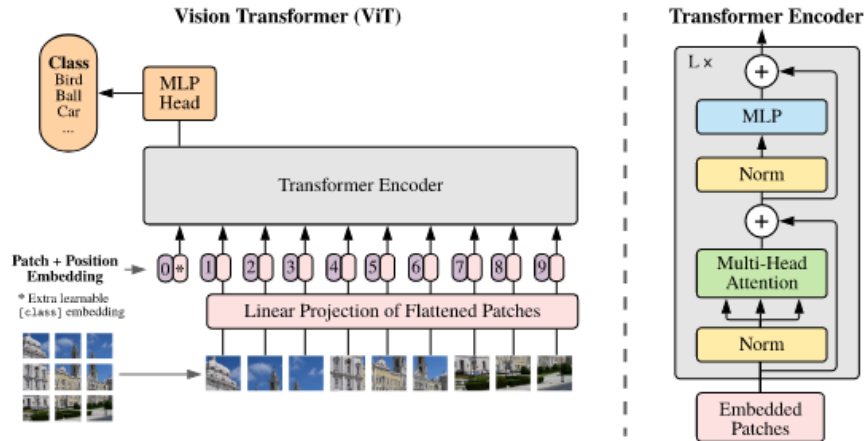 Vision Transformer (ViT)
Class
Bird
Ball
Car
...
MLP
Head
Transformer Encoder
Patch + Position
Embedding
0 * 1 2 3 4 5 6 7 8 9
* Extra learnable
[class] embedding
Linear Projection of Flattened Patches
Transformer Encoder
L ×
+
MLP
Norm
+
Multi-Head
Attention
Norm
Embedded
Patches